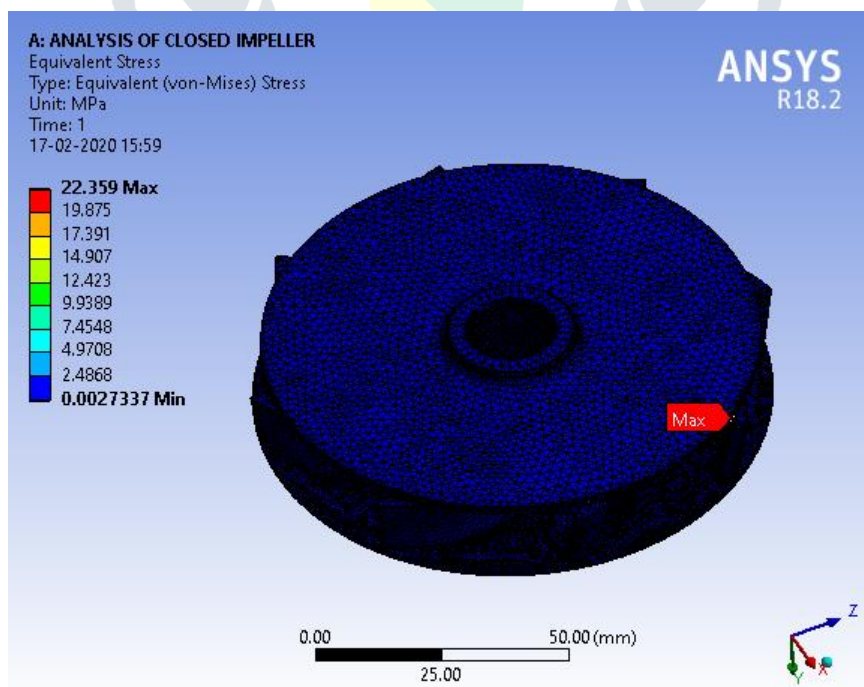 A: ANALYSIS OF CLOSED IMPELLER
Equivalent Stress
Type: Equivalent (von-Mises) Stress
Unit: MPa
Time: 1
17-02-2020 15:59
ANSYS
R18.2
22.359 Max
19.875
17.391
14.907
12.423
9.9389
7.4548
4.9708
2.4868
0.0027337 Min
Max
0.00
50.00 (mm)
25.00
Z
Y
X